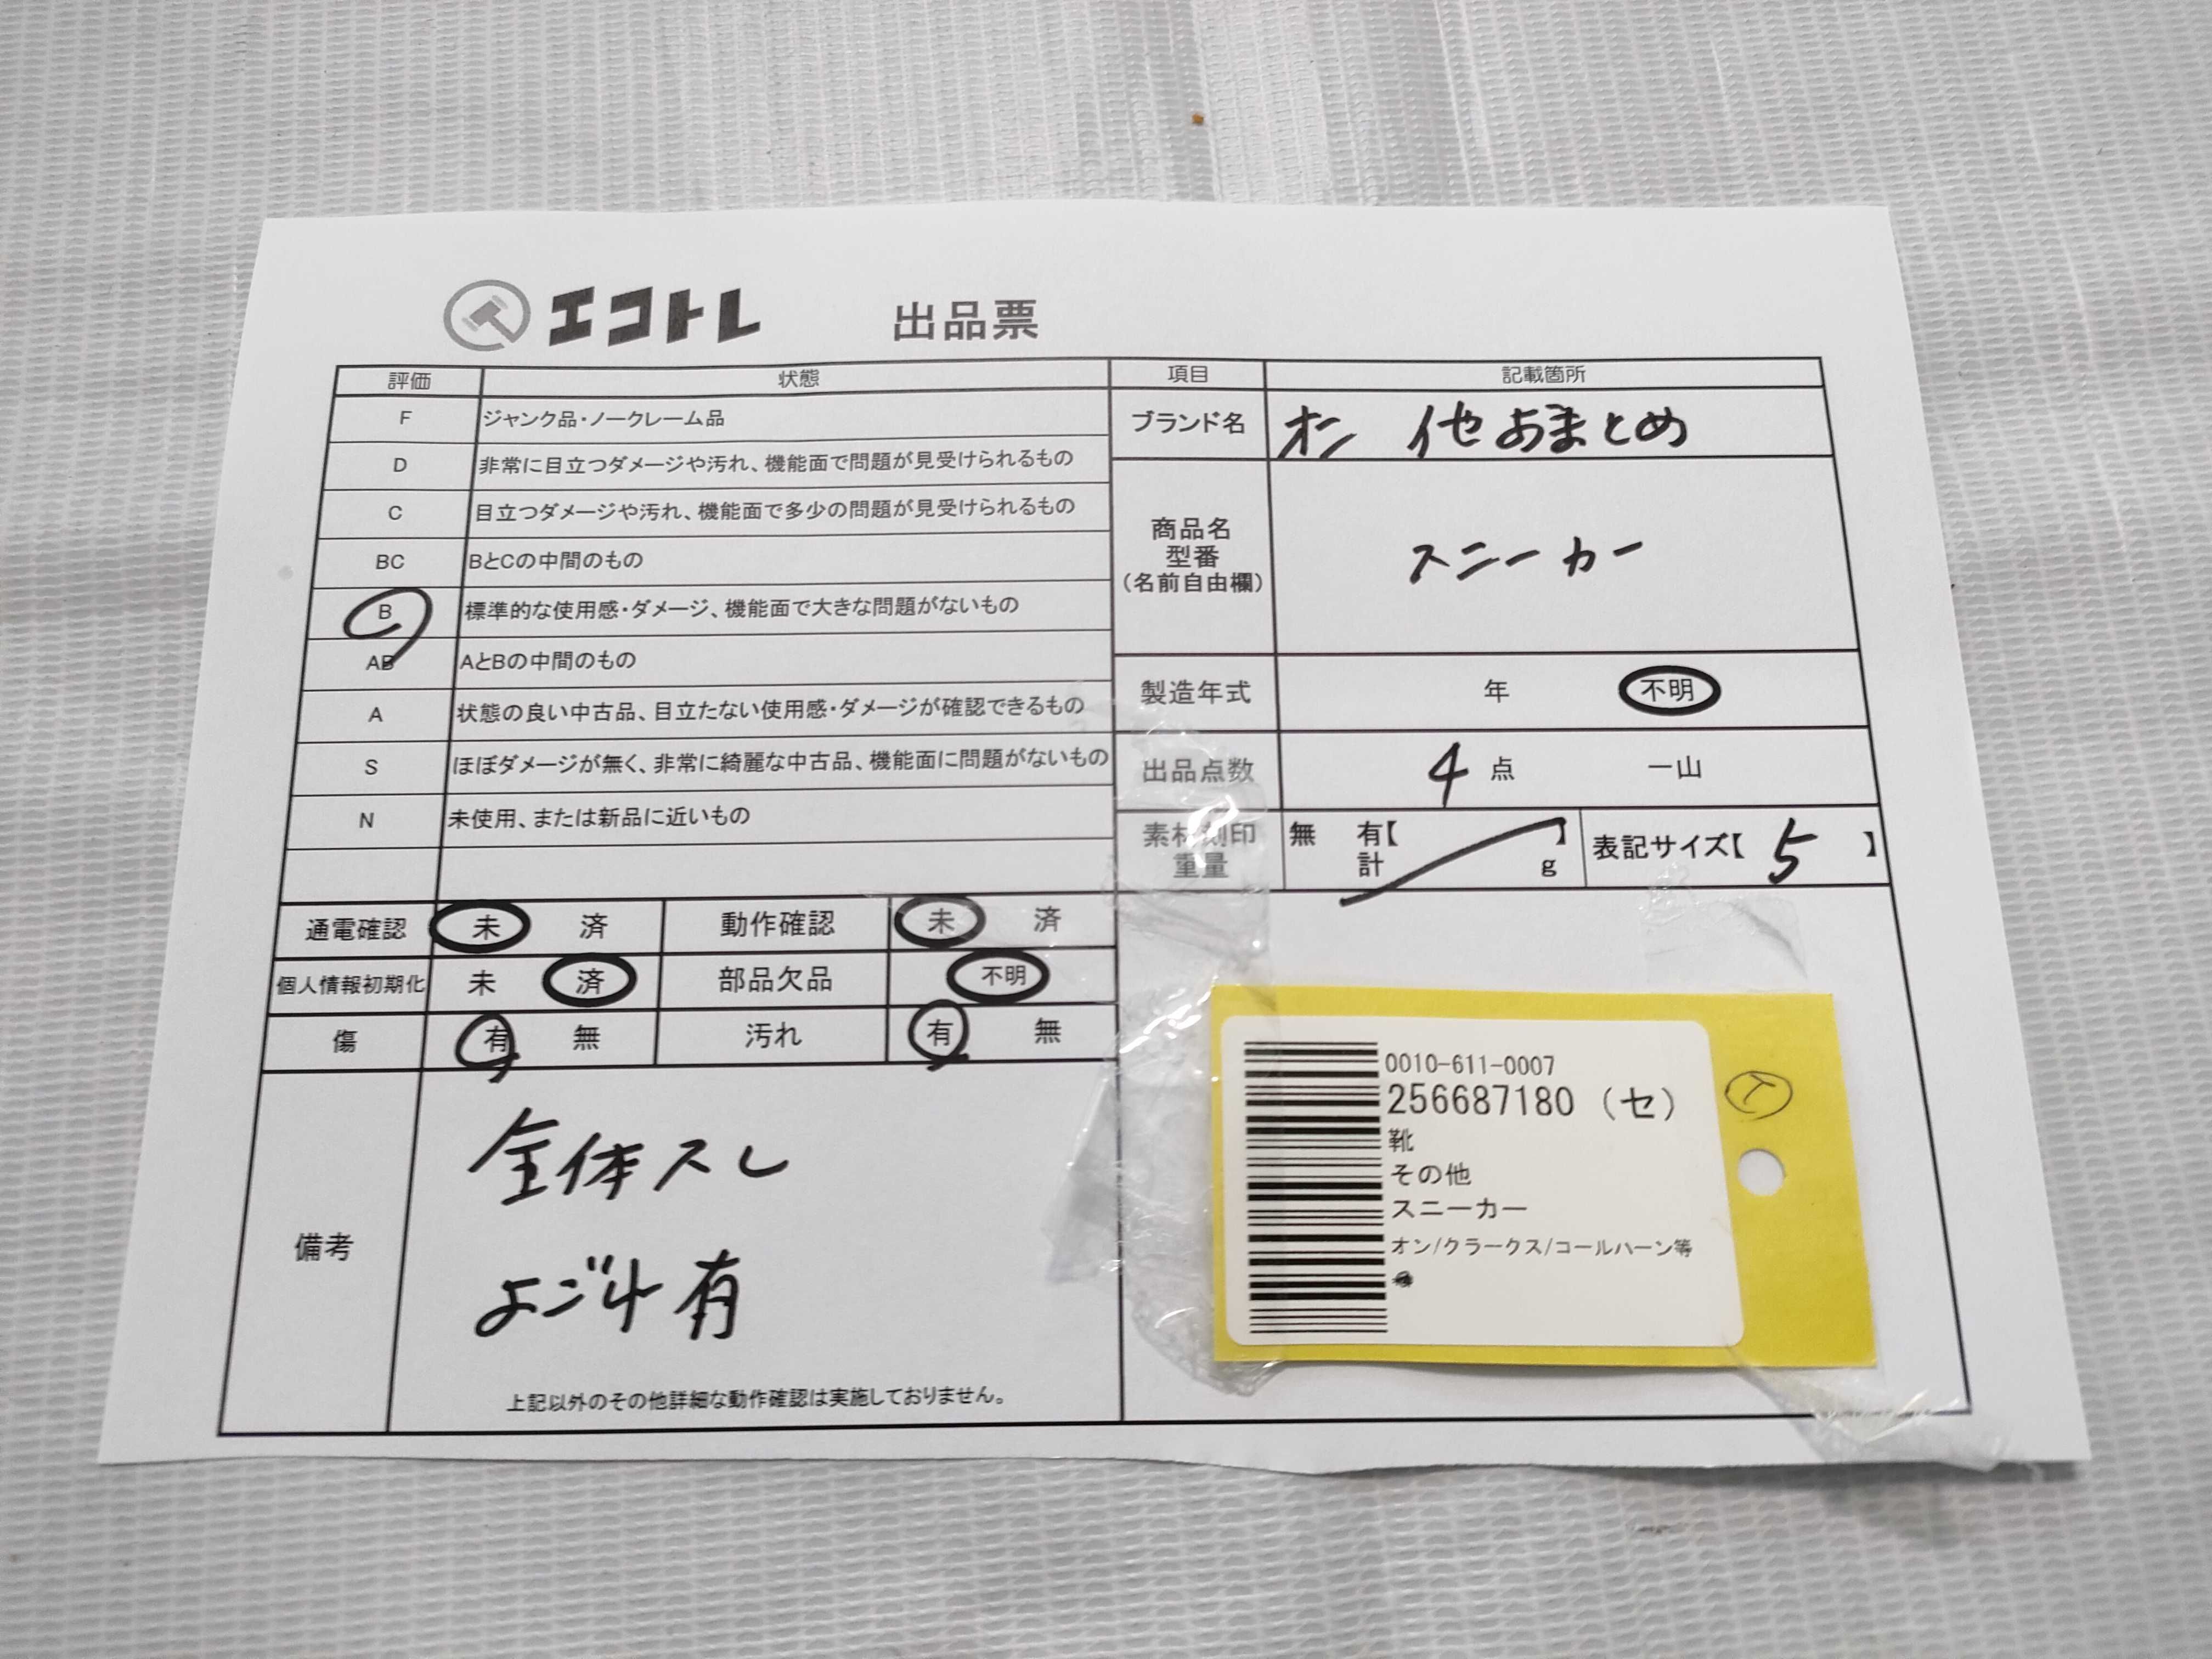 エコトレ 出品票
評価 状態
F ジャンク品・ノークレーム品
D 非常に目立つダメージや汚れ、機能面で問題が見受けられるもの
C 目立つダメージや汚れ、機能面で多少の問題が見受けられるもの
BC BとCの中間のもの
B 標準的な使用感・ダメージ、機能面で大きな問題がないもの
AB AとBの中間のもの
A 状態の良い中古品、目立たない使用感・ダメージが確認できるもの
S ほぼダメージが無く、非常に綺麗な中古品、機能面に問題がないもの
N 未使用、または新品に近いもの
項目 記載箇所
ブランド名 オン 他おまとめ
商品名
型番
(名前自由欄)
スニーカー
製造年式 年 不明
出品点数 4 点 一山
素材刻印 無 有【 】
重量 計 g
表記サイズ【 5 】
通電確認 未 済 動作確認 未 済
個人情報初期化 未 済 部品欠品 不明
傷 有 無 汚れ 有 無
備考
全体スレ
よごれ有
上記以外のその他詳細な動作確認は実施しておりません。
0010-611-0007
256687180 (セ)
靴
その他
スニーカー
オン/クラークス/コールハーン等